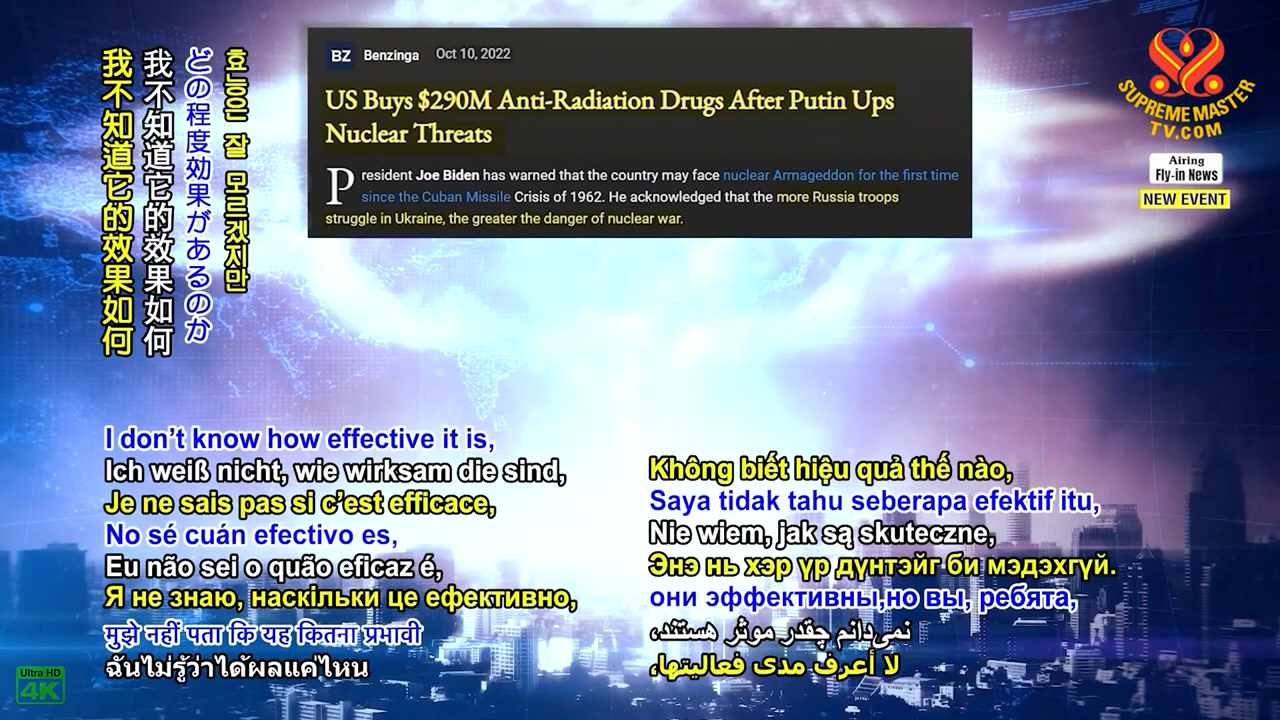 BZ Benzinga Oct 10, 2022
US Buys $290M Anti-Radiation Drugs After Putin Ups
Nuclear Threats
President Joe Biden has warned that the country may face nuclear Armageddon for the first time
since the Cuban Missile Crisis of 1962. He acknowledged that the more Russia troops
struggle in Ukraine, the greater the danger of nuclear war.
SUPREME MASTER
TV.COM
Airing
Fly-in News
NEW EVENT
효능은 잘 모르겠지만
どの程度効果があるのか
我不知道它的效果如何
我不知道它的效果如何
I don't know how effective it is,
Ich weiß nicht, wie wirksam die sind,
Je ne sais pas si c'est efficace,
No sé cuán efectivo es,
Eu não sei o quão eficaz é,
Я не знаю, наскільки це ефективно,
मुझे नहीं पता कि यह कितना प्रभावी
ฉันไม่รู้ว่าได้ผลแค่ไหน
Không biết hiệu quả thế nào,
Saya tidak tahu seberapa efektif itu,
Nie wiem, jak są skuteczne,
Энэ нь хэр үр дүнтэйг би мэдэхгүй.
они эффективны,но вы, ребята,
نمی‌دانم چقدر موثر هستند،
لا أعرف مدى فعاليتها،
Ultra HD
4K